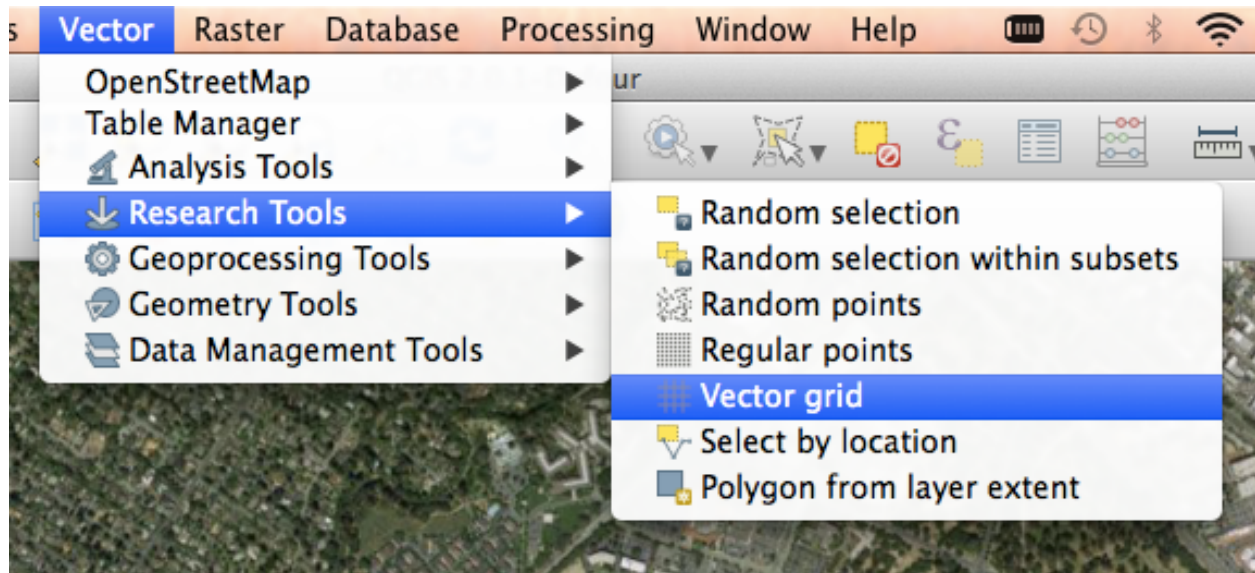 s Vector Raster Database Processing Window Help
ur
OpenStreetMap
Table Manager
Analysis Tools
Research Tools
Geoprocessing Tools
Geometry Tools
Data Management Tools
Random selection
Random selection within subsets
Random points
Regular points
Vector grid
Select by location
Polygon from layer extent